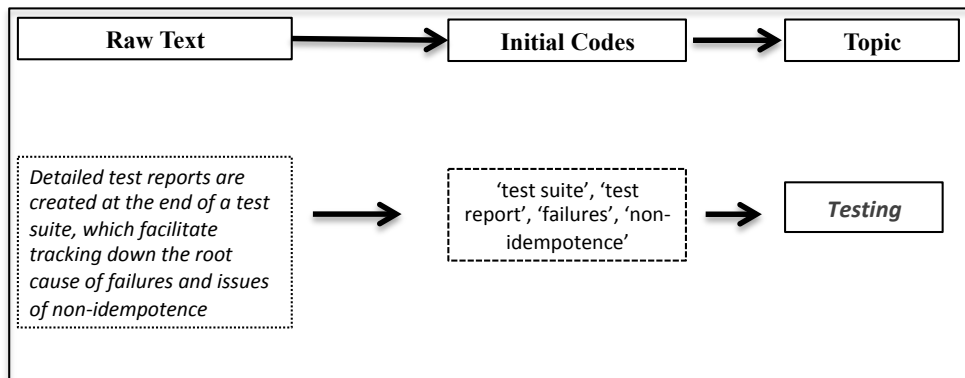 Raw Text
Initial Codes
Topic
Detailed test reports are
created at the end of a test
suite, which facilitate
tracking down the root
cause of failures and issues
of non-idempotence
‘test suite’, ‘test
report’, ‘failures’, ‘non-
idempotence’
Testing